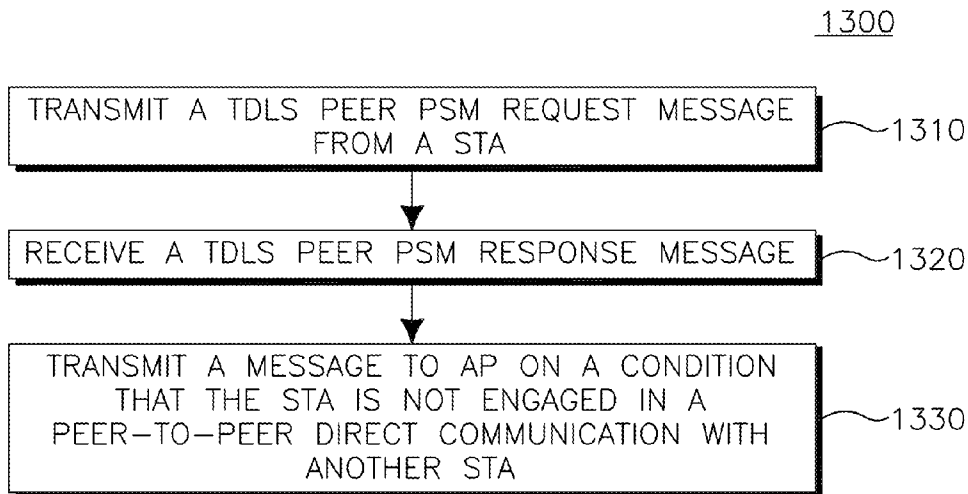 1300
TRANSMIT A TDLS PEER PSM REQUEST MESSAGE
FROM A STA
1310
RECEIVE A TDLS PEER PSM RESPONSE MESSAGE
1320
TRANSMIT A MESSAGE TO AP ON A CONDITION
THAT THE STA IS NOT ENGAGED IN A
PEER-TO-PEER DIRECT COMMUNICATION WITH
ANOTHER STA
1330